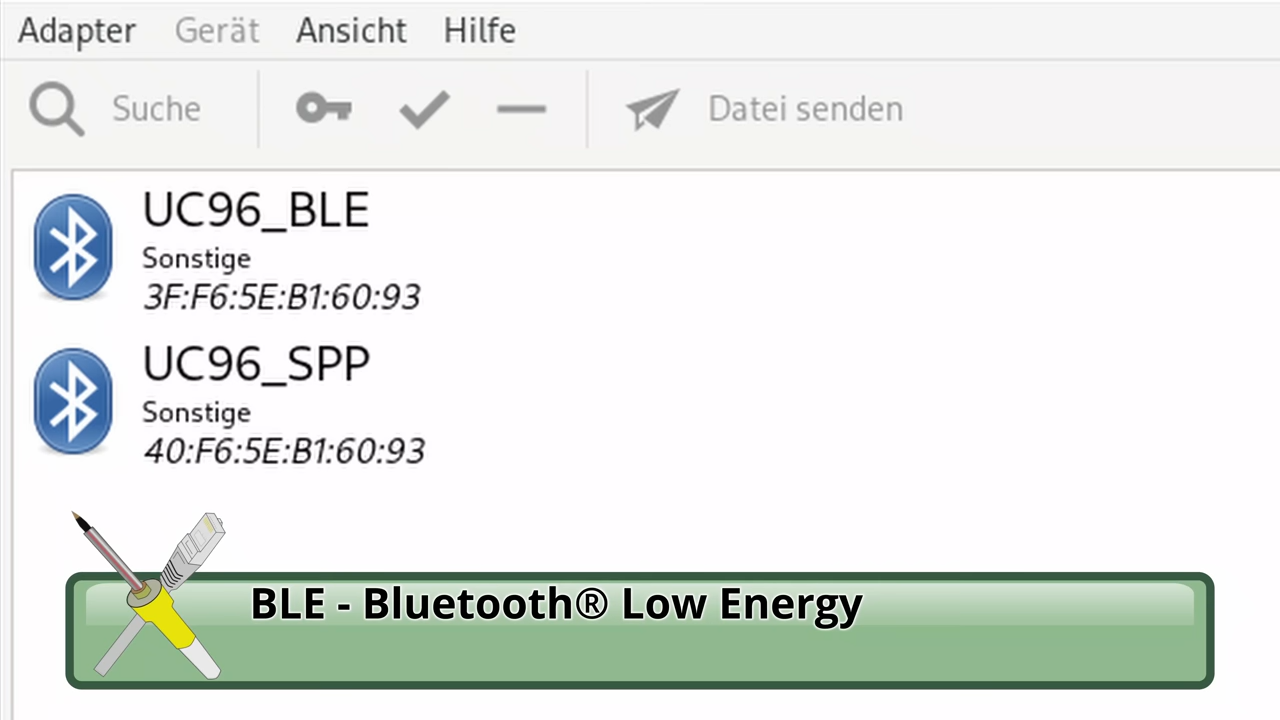 Adapter Gerät Ansicht Hilfe
Suche Datei senden
UC96_BLE
Sonstige
3F:F6:5E:B1:60:93
UC96_SPP
Sonstige
40:F6:5E:B1:60:93
BLE - Bluetooth® Low Energy